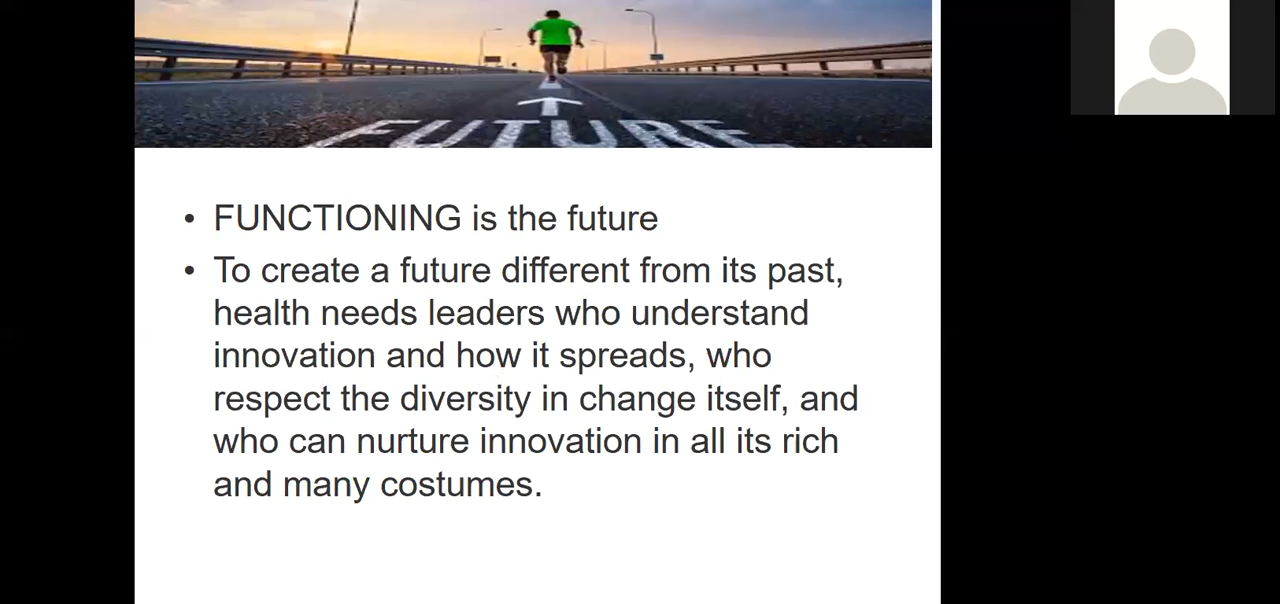 FUTURE
• FUNCTIONING is the future
• To create a future different from its past,
health needs leaders who understand
innovation and how it spreads, who
respect the diversity in change itself, and
who can nurture innovation in all its rich
and many costumes.